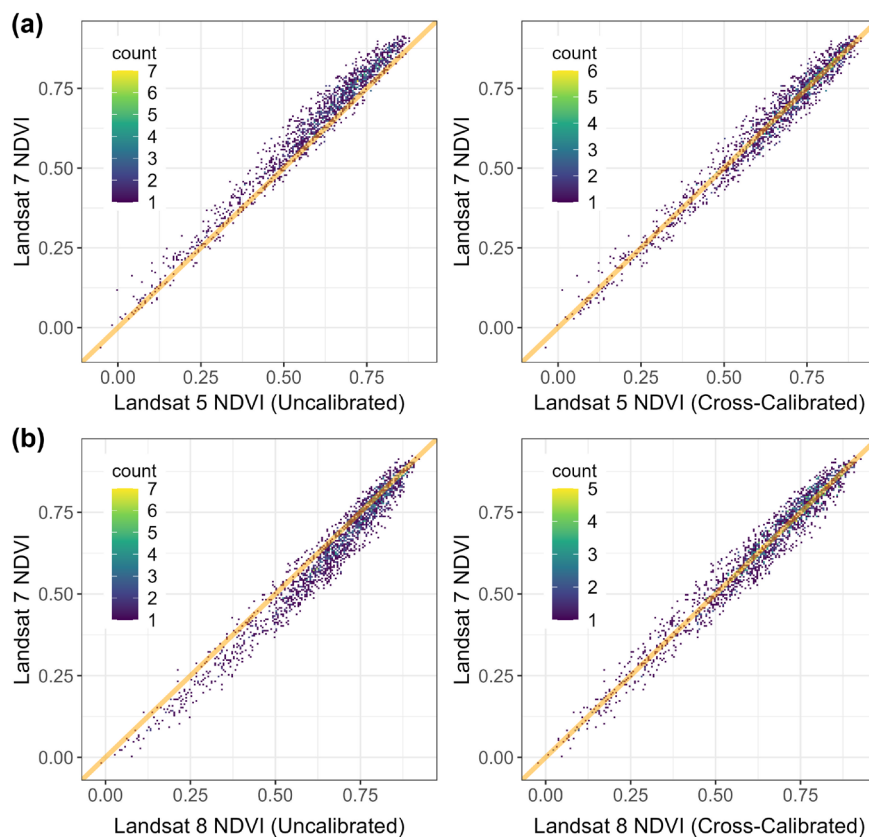 (a)
count
7
6
5
4
3
2
1
0.75
0.50
0.25
0.00
Landsat 7 NDVI
0.00 0.25 0.50 0.75
Landsat 5 NDVI (Uncalibrated)
count
6
5
4
3
2
1
0.75
0.50
0.25
0.00
Landsat 7 NDVI
0.00 0.25 0.50 0.75
Landsat 5 NDVI (Cross-Calibrated)
(b)
count
7
6
5
4
3
2
1
0.75
0.50
0.25
0.00
Landsat 7 NDVI
0.00 0.25 0.50 0.75
Landsat 8 NDVI (Uncalibrated)
count
5
4
3
2
1
0.75
0.50
0.25
0.00
Landsat 7 NDVI
0.00 0.25 0.50 0.75
Landsat 8 NDVI (Cross-Calibrated)